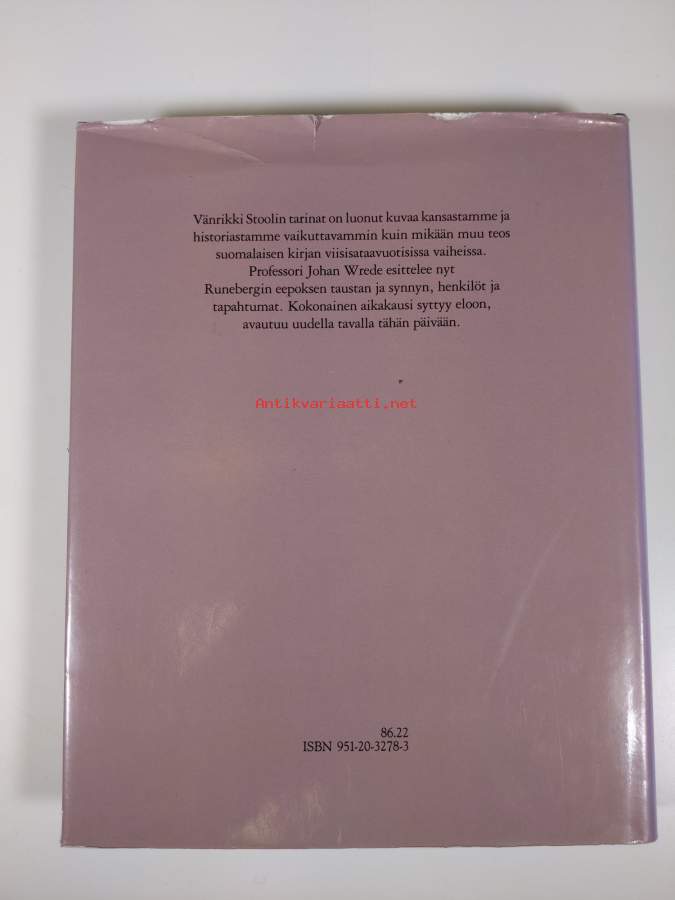 Vänrikki Stoolin tarinat on luonut kuvaa kansastamme ja
historiastamme vaikuttavammin kuin mikään muu teos
suomalaisen kirjan viisisataavuotisissa vaiheissa.
Professori Johan Wrede esittelee nyt
Runebergin eepoksen taustan ja synnyn, henkilöt ja
tapahtumat. Kokonainen aikakausi syttyy eloon,
avautuu uudella tavalla tähän päivään.
Antikvariaatti.net
86.22
ISBN 951-20-3278-3